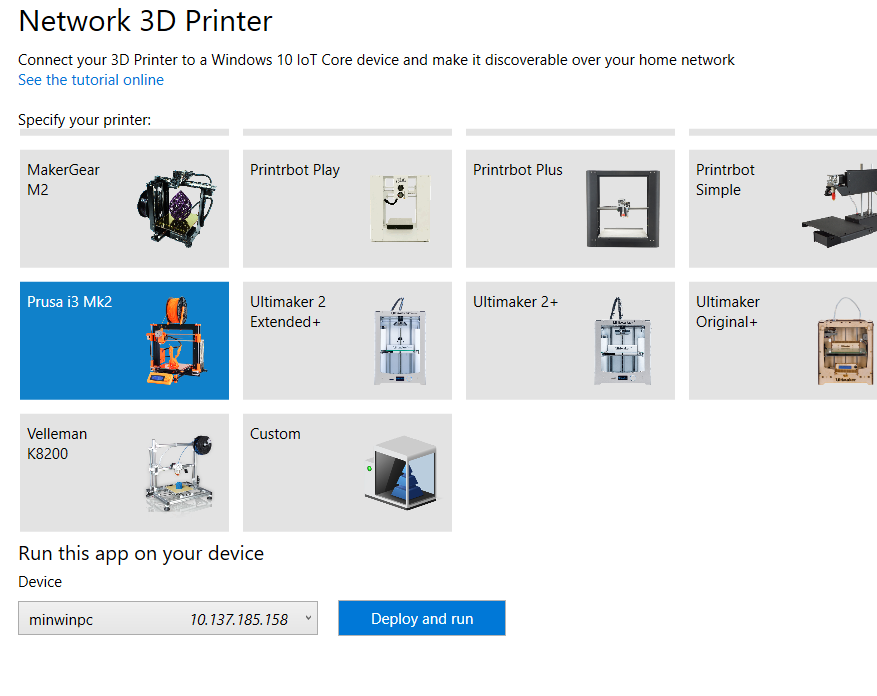 Network 3D Printer
Connect your 3D Printer to a Windows 10 IoT Core device and make it discoverable over your home network
See the tutorial online
Specify your printer:
MakerGear
M2
Printrbot Play
Printrbot Plus
Printrbot
Simple
Prusa i3 Mk2
Ultimaker 2
Extended+
Ultimaker 2+
Ultimaker
Original+
Velleman
K8200
Custom
Run this app on your device
Device
minwinpc 10.137.185.158
Deploy and run